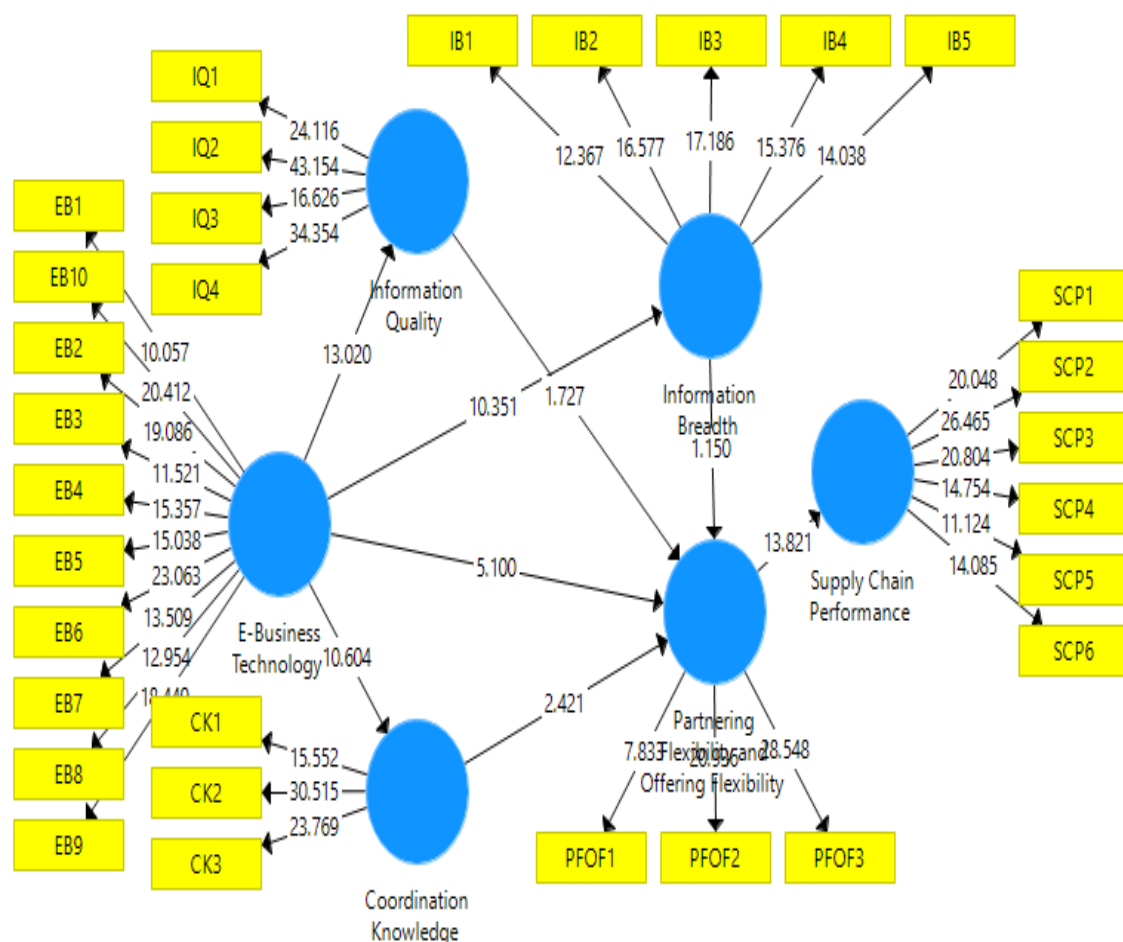 IB1
IB2
IB3
IB4
IB5
12.367
16.577
17.186
15.376
14.038
IQ1
IQ2
IQ3
IQ4
24.116
43.154
16.626
34.354
Information
Quality
EB1
EB10
EB2
EB3
EB4
EB5
EB6
EB7
EB8
EB9
10.057
20.412
19.086
11.521
15.357
15.038
23.063
13.509
12.954
18.449
E-Business
Technology
13.020
10.351
1.727
5.100
10.604
Information
Breadth
1.150
SCP1
SCP2
SCP3
SCP4
SCP5
SCP6
20.048
26.465
20.804
14.754
11.124
14.085
Supply Chain
Performance
13.821
2.421
CK1
CK2
CK3
15.552
30.515
23.769
Coordination
Knowledge
Partnering
Flexibility and
Offering Flexibility
7.833
28.548
PFOF1
PFOF2
PFOF3